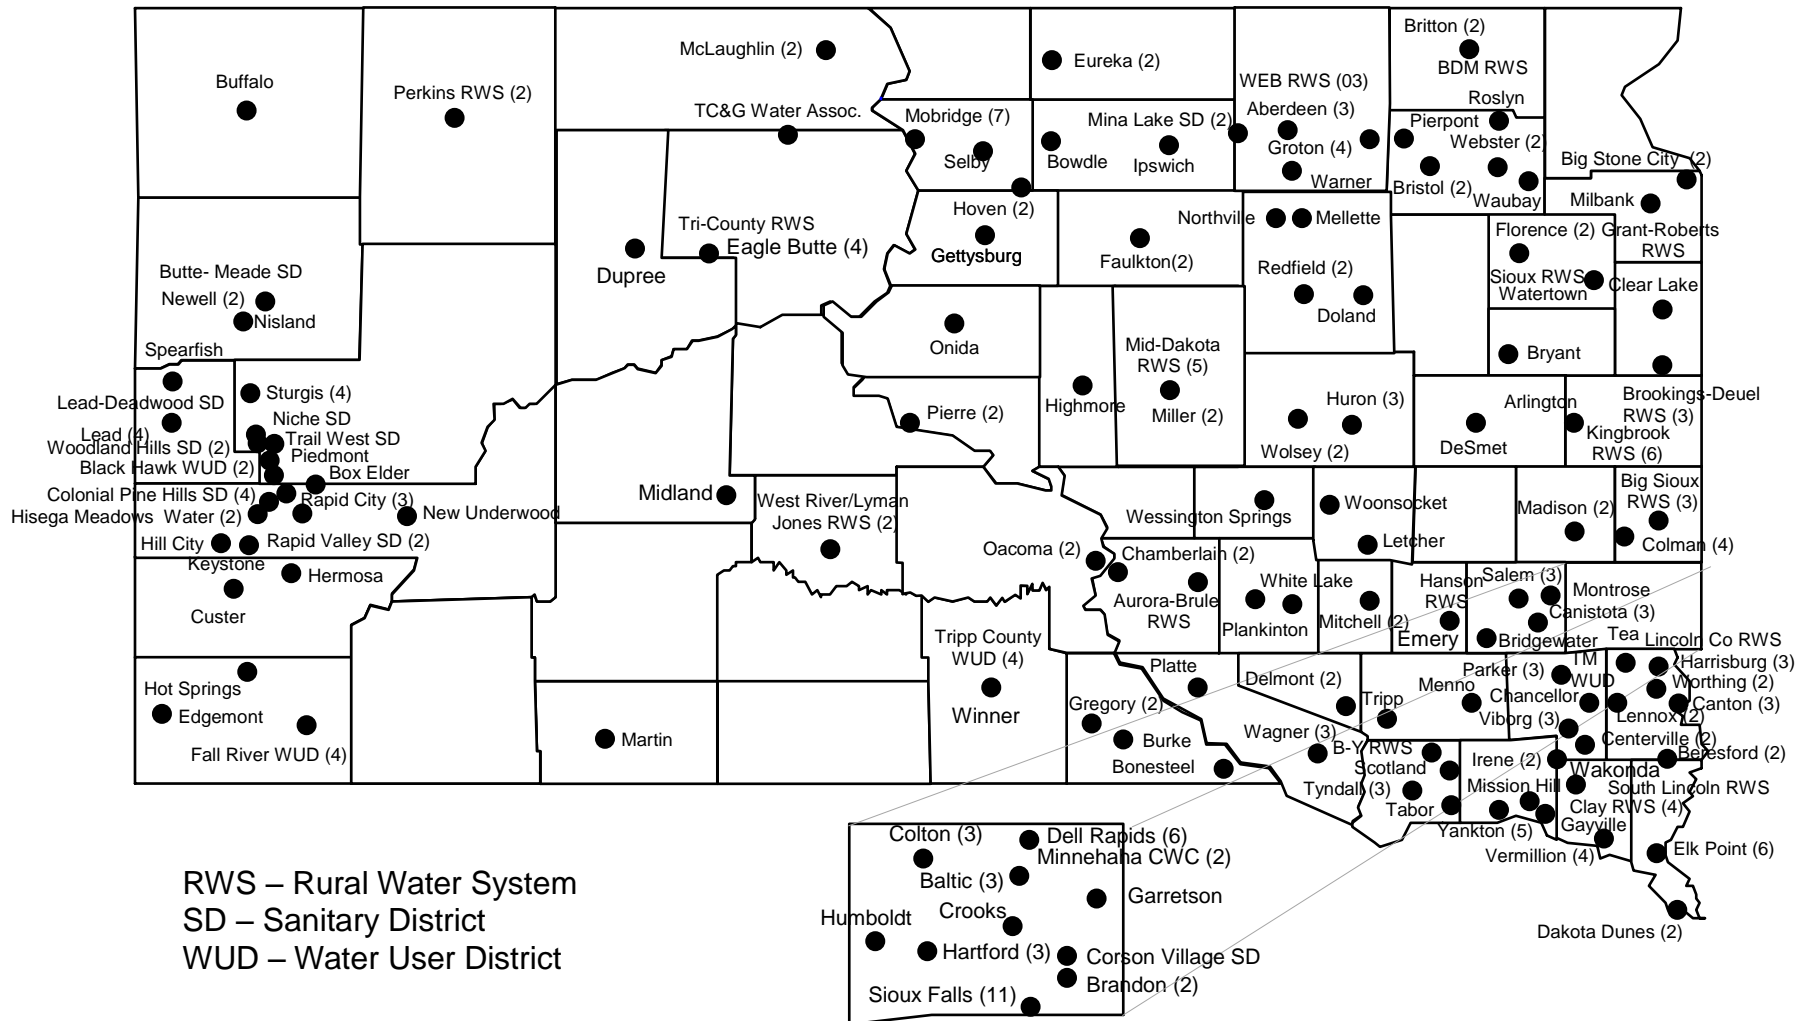 Britton (2)
McLaughlin (2)
Eureka (2)
BDM RWS
Buffalo
WEB RWS (03)
Perkins RWS (2)
Roslyn
TC&G Water Assoc.
Mobridge (7)
Mina Lake SD (2)
Aberdeen (3)
Pierpont
Selby
Bowdle
Ipswich
Groton (4)
Webster (2)
Big Stone City (2)
Warner
Bristol (2)
Waubay
Milbank
Hoven (2)
Northville
Mellette
Tri-County RWS
Eagle Butte (4)
Gettysburg
Faulkton(2)
Florence (2)
Grant-Roberts
RWS
Dupree
Redfield (2)
Doland
Sioux RWS
Watertown
Clear Lake
Butte- Meade SD
Newell (2)
Nisland
Spearfish
Onida
Mid-Dakota
RWS (5)
Miller (2)
Bryant
Lead-Deadwood SD
Sturgis (4)
Niche SD
Lead (4)
Trail West SD
Woodland Hills SD (2)
Piedmont
Black Hawk WUD (2)
Box Elder
Pierre (2)
Highmore
Huron (3)
Wolsey (2)
Arlington
DeSmet
Brookings-Deuel
RWS (3)
Kingbrook
RWS (6)
Colonial Pine Hills SD (4)
Rapid City (3)
Hisega Meadows Water (2)
New Underwood
Midland
West River/Lyman
Jones RWS (2)
Wessington Springs
Woonsocket
Letcher
Madison (2)
Big Sioux
RWS (3)
Colman (4)
Hill City
Rapid Valley SD (2)
Keystone
Hermosa
Custer
Oacoma (2)
Chamberlain (2)
Aurora-Brule
RWS
White Lake
Plankinton
Mitchell (2)
Hanson
RWS
Emery
Salem (3)
Montrose
Canistota (3)
Bridgewater
Tea
Lincoln Co RWS
Hot Springs
Edgemont
Fall River WUD (4)
Martin
Tripp County
WUD (4)
Winner
Platte
Gregory (2)
Burke
Bonesteel
Delmont (2)
Tripp
Menno
Parker (3)
TM
WUD
Harrisburg (3)
Worthing (2)
Chancellor
Canton (3)
Lennox (2)
Viborg (3)
Centerville (2)
Beresford (2)
Wagner (3)
B-Y RWS
Scotland
Tyndall (3)
Tabor
Irene (2)
Wakonda
Mission Hill
South Lincoln RWS
Clay RWS (4)
Gayville
Yankton (5)
Vermillion (4)
Elk Point (6)
Dakota Dunes (2)
Colton (3)
Dell Rapids (6)
Minnehaha CWC (2)
Baltic (3)
Garretson
Humboldt
Crooks
Hartford (3)
Corson Village SD
Brandon (2)
Sioux Falls (11)
RWS – Rural Water System
SD – Sanitary District
WUD – Water User District